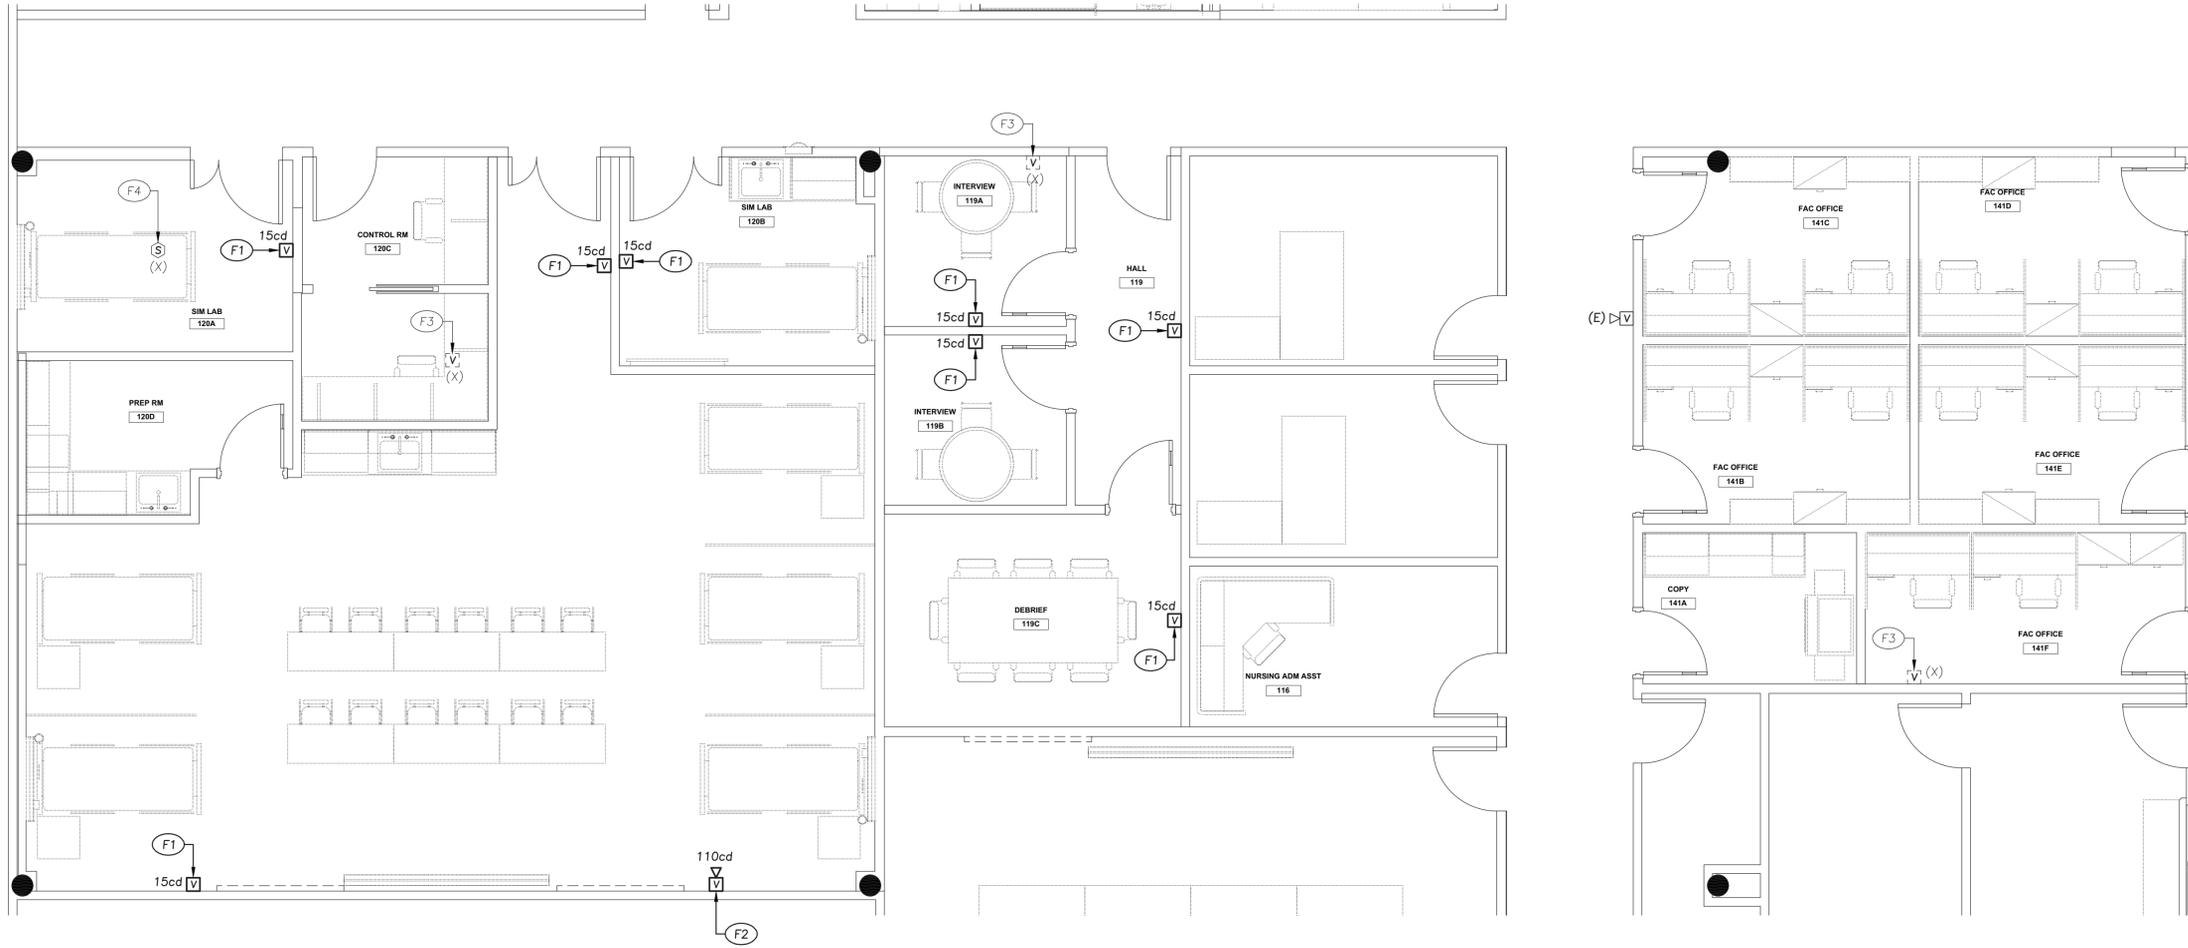 F3
V
(X)
F4
S
(X)
15cd
F1
V
SIM LAB
120A
CONTROL RM
120C
F3
V
(X)
15cd
F1
V
15cd
V
F1
SIM LAB
120B
INTERVIEW
119A
F1
15cd
V
15cd
V
F1
INTERVIEW
119B
HALL
119
15cd
F1
V
PREP RM
120D
DEBRIEF
119C
15cd
V
F1
NURSING ADM ASST
116
F1
15cd
V
110cd
V
F2
FAC OFFICE
141C
FAC OFFICE
141D
(E)
V
FAC OFFICE
141B
FAC OFFICE
141E
COPY
141A
F3
V
(X)
FAC OFFICE
141F